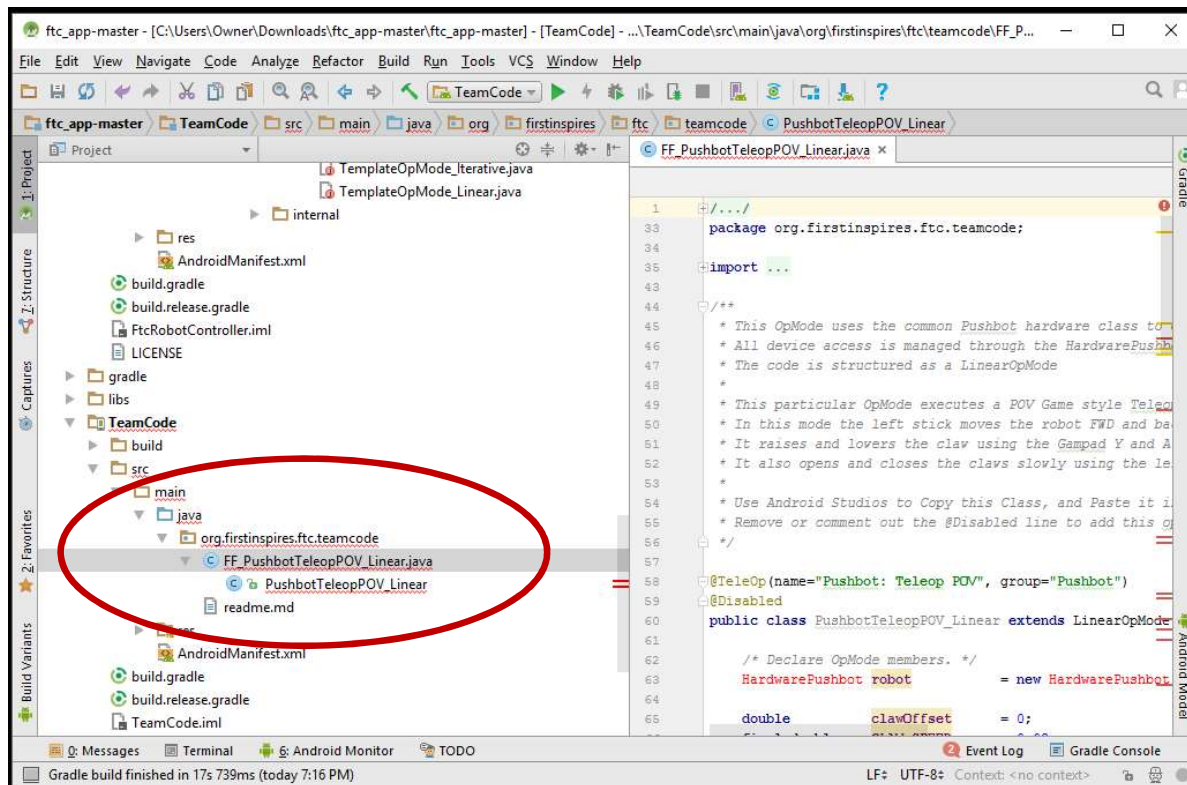 ftc_app-master - [C:\Users\Owner\Downloads\ftc_app-master\ftc_app-master] - [TeamCode] - ...\TeamCode\src\main\java\org\firstinspires\ftc\teamcode\FF_P...
File Edit View Navigate Code Analyze Refactor Build Run Tools VCS Window Help
TeamCode
ftc_app-master TeamCode src main java org firstinspires ftc teamcode PushbotTeleopPOV_Linear
1: Project
Z: Structure
Captures
2: Favorites
Build Variants
Project
TemplateOpMode_Iterative.java
TemplateOpMode_Linear.java
internal
res
AndroidManifest.xml
build.gradle
build.release.gradle
FtcRobotController.iml
LICENSE
gradle
libs
TeamCode
build
src
main
java
org.firstinspires.ftc.teamcode
FF_PushbotTeleopPOV_Linear.java
PushbotTeleopPOV_Linear
readme.md
res
AndroidManifest.xml
build.gradle
build.release.gradle
TeamCode.iml
FF_PushbotTeleopPOV_Linear.java
1 /.../
33 package org.firstinspires.ftc.teamcode;
34
35 import ...
43
44 /**
45 * This OpMode uses the common Pushbot hardware class to
46 * All device access is managed through the HardwarePushb
47 * The code is structured as a LinearOpMode
48 *
49 * This particular OpMode executes a POV Game style Teleo
50 * In this mode the left stick moves the robot FWD and ba
51 * It raises and lowers the claw using the Gampad Y and A
52 * It also opens and closes the claws slowly using the le
53 *
54 * Use Android Studios to Copy this Class, and Paste it i
55 * Remove or comment out the @Disabled line to add this o
56 */
57
58 @TeleOp(name="Pushbot: Teleop POV", group="Pushbot")
59 @Disabled
60 public class PushbotTeleopPOV_Linear extends LinearOpMode
61
62 /* Declare OpMode members. */
63 HardwarePushbot robot = new HardwarePushbot
64
65 double clawOffset = 0;
Gradle
Android Model
0: Messages Terminal 6: Android Monitor TODO
2 Event Log Gradle Console
Gradle build finished in 17s 739ms (today 7:16 PM)
LF UTF-8 Context: <no context>